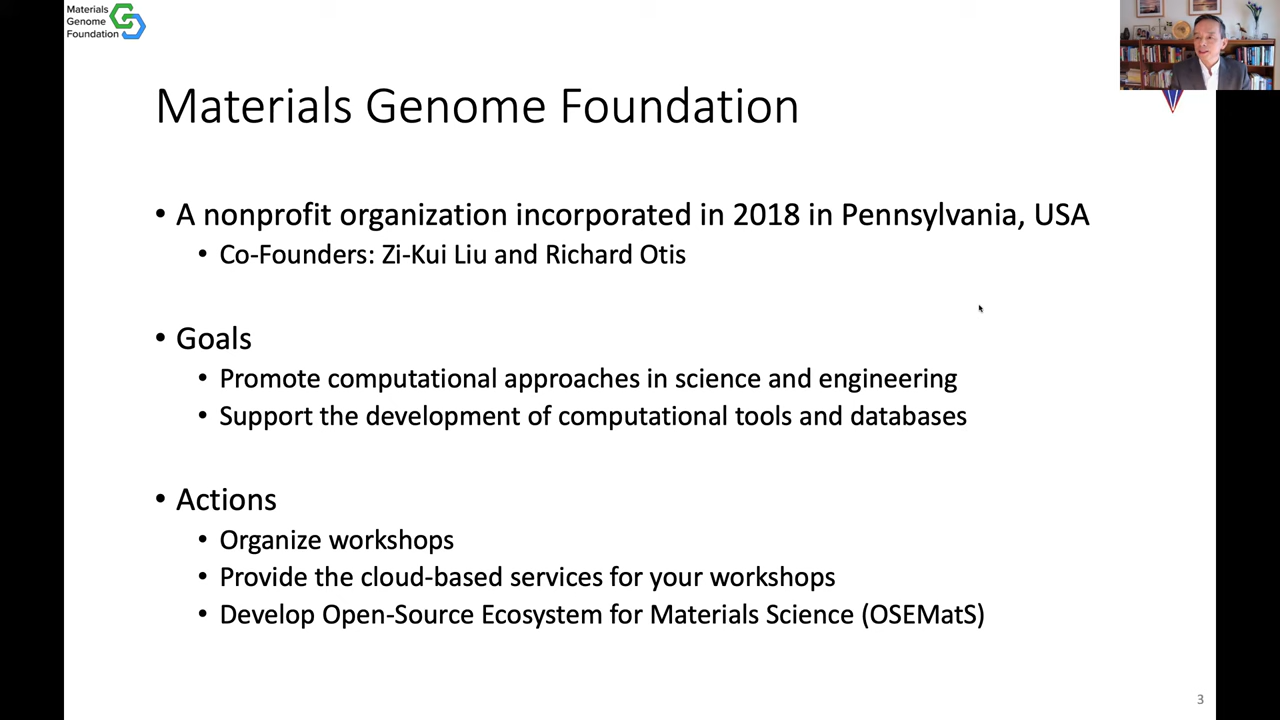 Materials
Genome
Foundation
Materials Genome Foundation
• A nonprofit organization incorporated in 2018 in Pennsylvania, USA
• Co-Founders: Zi-Kui Liu and Richard Otis
• Goals
• Promote computational approaches in science and engineering
• Support the development of computational tools and databases
• Actions
• Organize workshops
• Provide the cloud-based services for your workshops
• Develop Open-Source Ecosystem for Materials Science (OSEMatS)
3